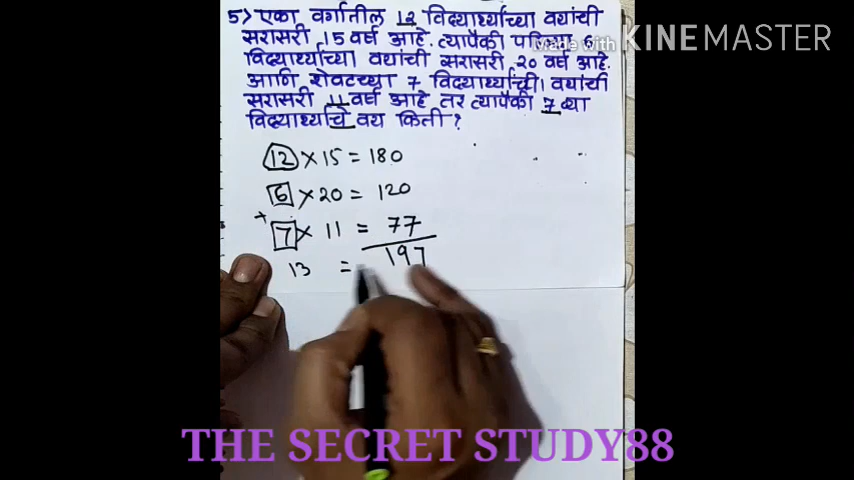 5) एका वर्गातील 12 विद्यार्थ्यांच्या वयांची
सरासरी 15 वर्ष आहे. त्यापैकी पहिल्या 6
Made with KINEMASTER
विद्यार्थ्यांच्या वयांची सरासरी 20 वर्ष आहे.
आणि शेवटच्या 7 विद्यार्थ्यांची वयांची
सरासरी 11 वर्ष आहे तर त्यापैकी 7 व्या
विद्यार्थ्याचे वय किती ?
12 × 15 = 180
6 × 20 = 120
+ 7 × 11 = 77
13 = 197
THE SECRET STUDY88